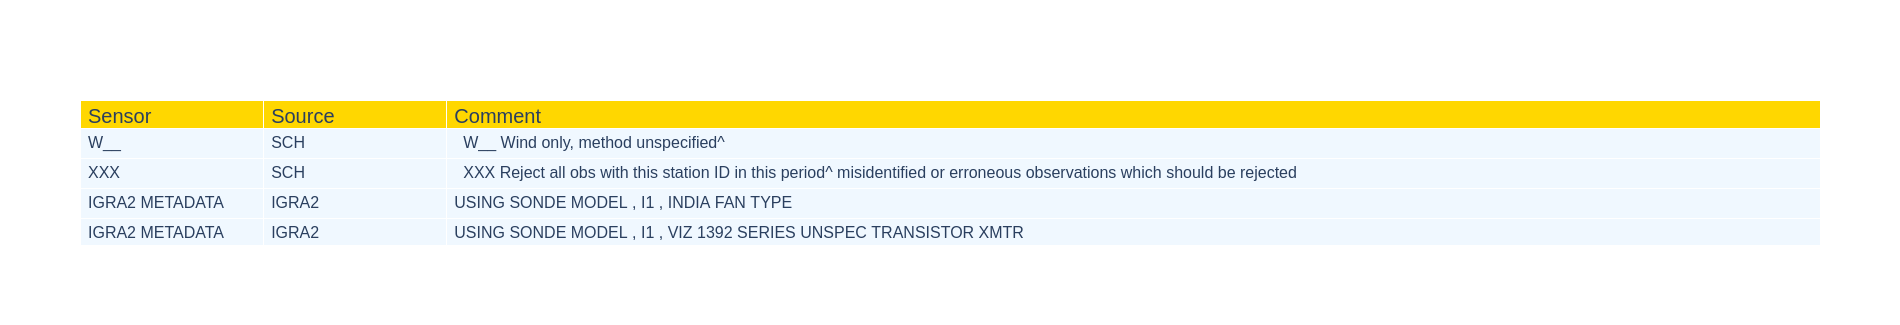 Sensor Source Comment
W__ SCH W__ Wind only, method unspecified^
XXX SCH XXX Reject all obs with this station ID in this period^ misidentified or erroneous observations which should be rejected
IGRA2 METADATA IGRA2 USING SONDE MODEL , I1 , INDIA FAN TYPE
IGRA2 METADATA IGRA2 USING SONDE MODEL , I1 , VIZ 1392 SERIES UNSPEC TRANSISTOR XMTR